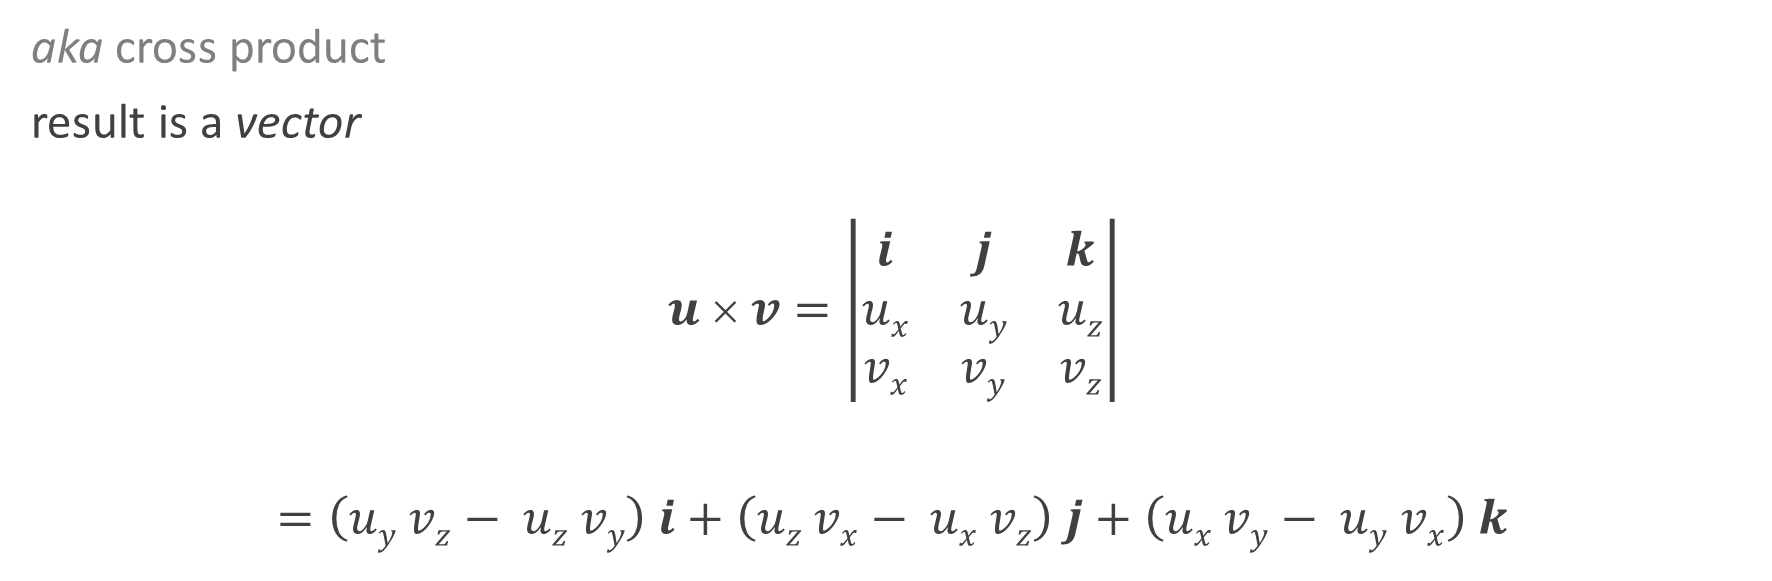 aka cross product
result is a vector
i j k
u × v = | u_x u_y u_z |
v_x v_y v_z
= (u_y v_z − u_z v_y) i + (u_z v_x − u_x v_z) j + (u_x v_y − u_y v_x) k